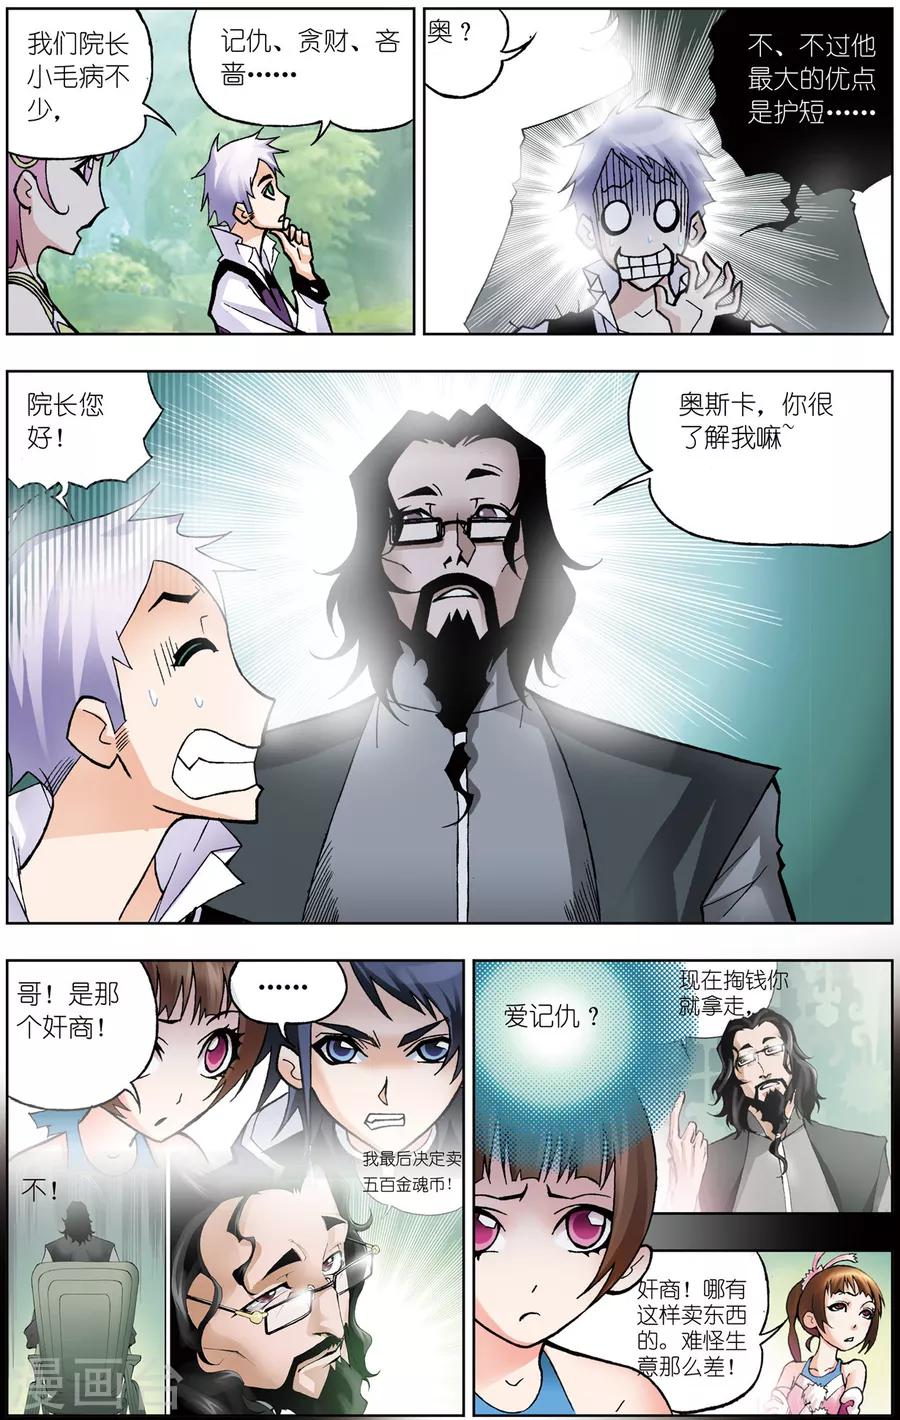 我们院长
小毛病不
少，
记仇、贪财、吝
啬……
奥？
不、不过他
最大的优点
是护短……
院长您
好！
奥斯卡，你很
了解我嘛~
哥！是那
个奸商！
……
不！
我最后决定卖
五百金魂币！
爱记仇？
现在掏钱你
就拿走，
奸商！哪有
这样卖东西
的。难怪生
意那么差！
漫画台